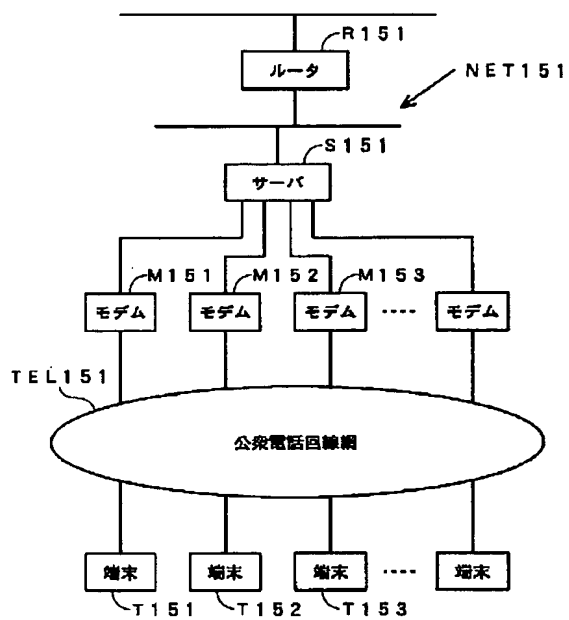 R151
ルータ
NET151
S151
サーバ
M151 M152 M153
モデム モデム モデム ‥‥ モデム
TEL151
公衆電話回線網
端末 端末 端末 ‥‥ 端末
T151 T152 T153